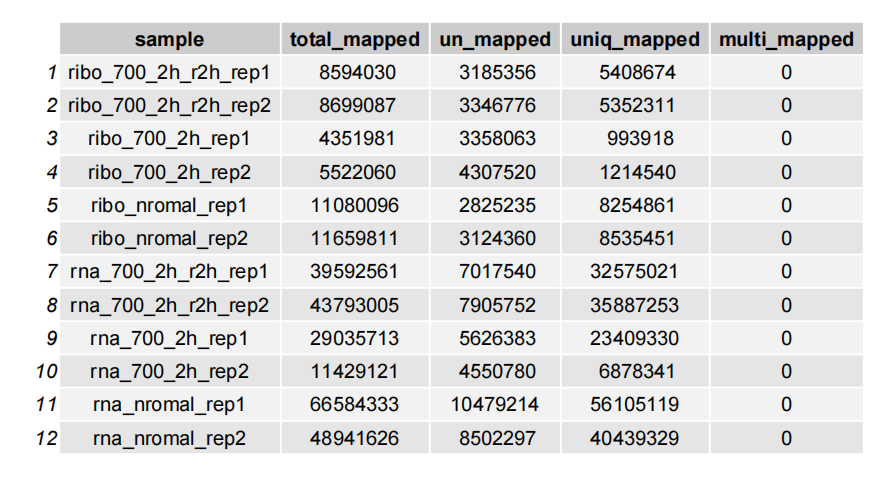 sample total_mapped un_mapped uniq_mapped multi_mapped
1 ribo_700_2h_r2h_rep1 8594030 3185356 5408674 0
2 ribo_700_2h_r2h_rep2 8699087 3346776 5352311 0
3 ribo_700_2h_rep1 4351981 3358063 993918 0
4 ribo_700_2h_rep2 5522060 4307520 1214540 0
5 ribo_nromal_rep1 11080096 2825235 8254861 0
6 ribo_nromal_rep2 11659811 3124360 8535451 0
7 rna_700_2h_r2h_rep1 39592561 7017540 32575021 0
8 rna_700_2h_r2h_rep2 43793005 7905752 35887253 0
9 rna_700_2h_rep1 29035713 5626383 23409330 0
10 rna_700_2h_rep2 11429121 4550780 6878341 0
11 rna_nromal_rep1 66584333 10479214 56105119 0
12 rna_nromal_rep2 48941626 8502297 40439329 0